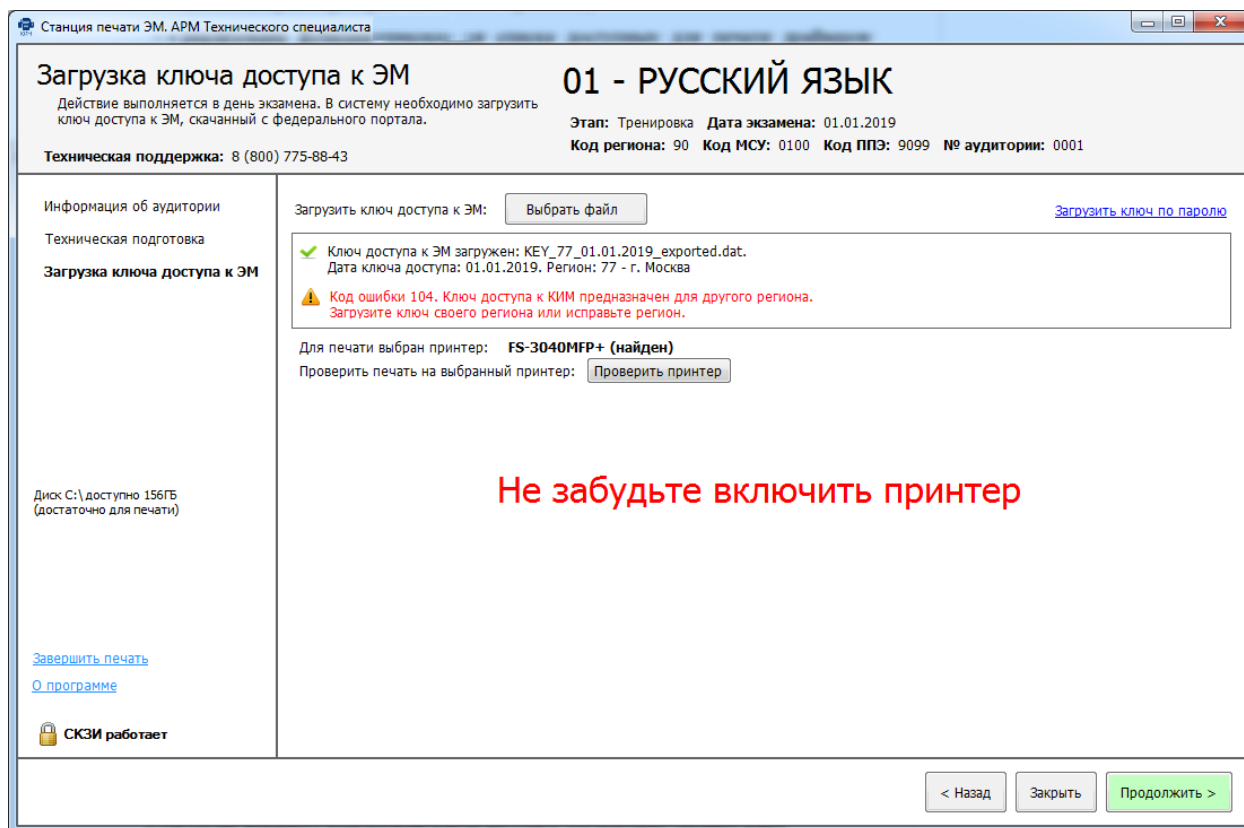 Станция печати ЭМ. АРМ Технического специалиста
Загрузка ключа доступа к ЭМ
Действие выполняется в день экзамена. В систему необходимо загрузить
ключ доступа к ЭМ, скачанный с федерального портала.
Техническая поддержка: 8 (800) 775-88-43
01 - РУССКИЙ ЯЗЫК
Этап: Тренировка Дата экзамена: 01.01.2019
Код региона: 90 Код МСУ: 0100 Код ППЭ: 9099 № аудитории: 0001
Информация об аудитории
Техническая подготовка
Загрузка ключа доступа к ЭМ
Диск C:\ доступно 156ГБ
(достаточно для печати)
Завершить печать
О программе
СКЗИ работает
Загрузить ключ доступа к ЭМ: Выбрать файл Загрузить ключ по паролю
Ключ доступа к ЭМ загружен: KEY_77_01.01.2019_exported.dat.
Дата ключа доступа: 01.01.2019. Регион: 77 - г. Москва
Код ошибки 104. Ключ доступа к КИМ предназначен для другого региона.
Загрузите ключ своего региона или исправьте регион.
Для печати выбран принтер: FS-3040MFP+ (найден)
Проверить печать на выбранный принтер: Проверить принтер
Не забудьте включить принтер
< Назад Закрыть Продолжить >